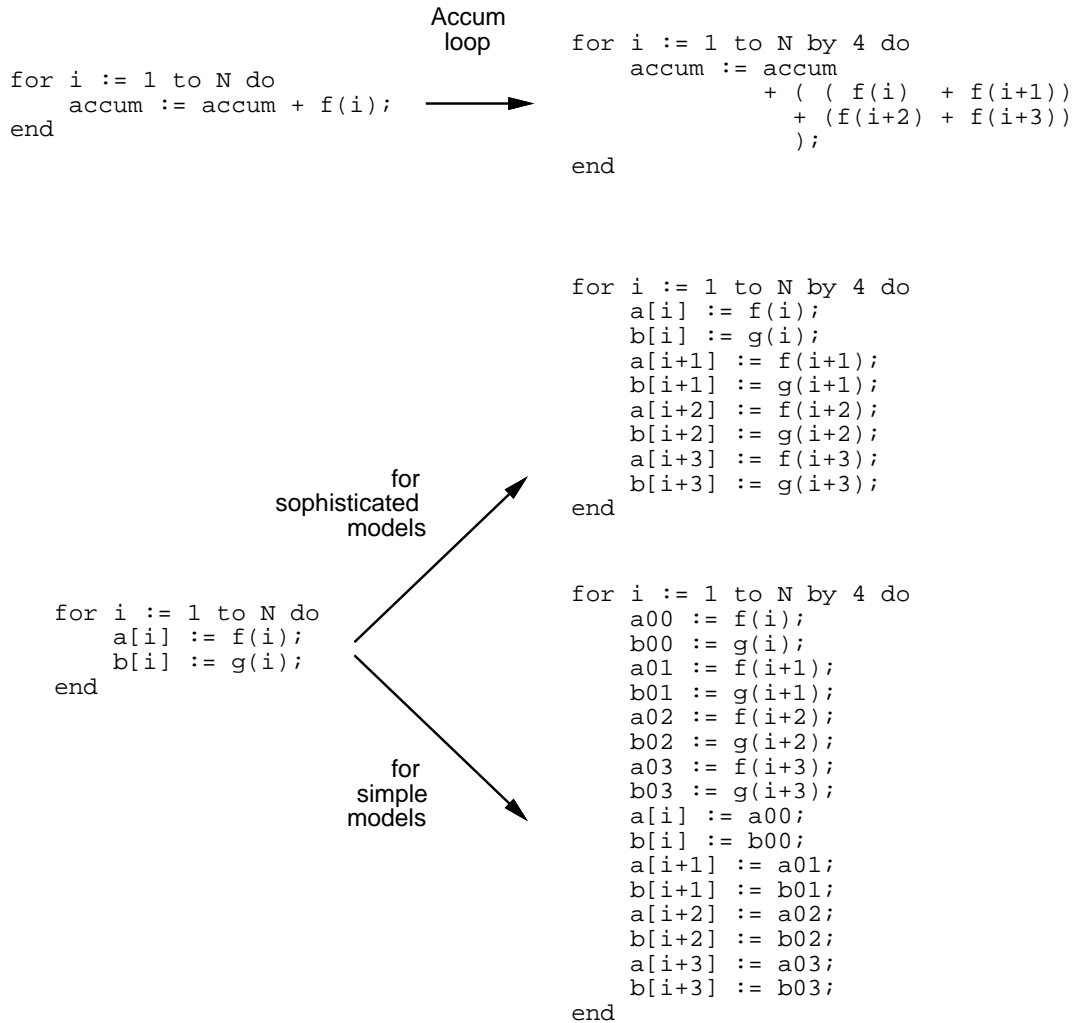 Accum
loop
for i := 1 to N do
    accum := accum + f(i);
end
for i := 1 to N by 4 do
    accum := accum
             + ( ( f(i)  + f(i+1))
               + (f(i+2) + f(i+3))
               );
end
for
sophisticated
models
for
simple
models
for i := 1 to N do
    a[i] := f(i);
    b[i] := g(i);
end
for i := 1 to N by 4 do
    a[i] := f(i);
    b[i] := g(i);
    a[i+1] := f(i+1);
    b[i+1] := g(i+1);
    a[i+2] := f(i+2);
    b[i+2] := g(i+2);
    a[i+3] := f(i+3);
    b[i+3] := g(i+3);
end
for i := 1 to N by 4 do
    a00 := f(i);
    b00 := g(i);
    a01 := f(i+1);
    b01 := g(i+1);
    a02 := f(i+2);
    b02 := g(i+2);
    a03 := f(i+3);
    b03 := g(i+3);
    a[i] := a00;
    b[i] := b00;
    a[i+1] := a01;
    b[i+1] := b01;
    a[i+2] := a02;
    b[i+2] := b02;
    a[i+3] := a03;
    b[i+3] := b03;
end